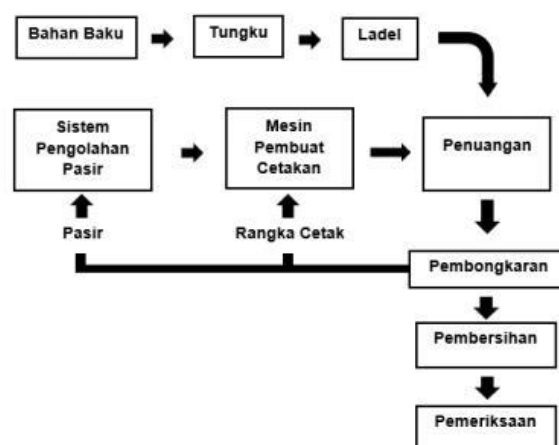 Bahan Baku
Tungku
Ladel
Sistem
Pengolahan
Pasir
Mesin
Pembuat
Cetakan
Penuangan
Pasir
Rangka Cetak
Pembongkaran
Pembersihan
Pemeriksaan